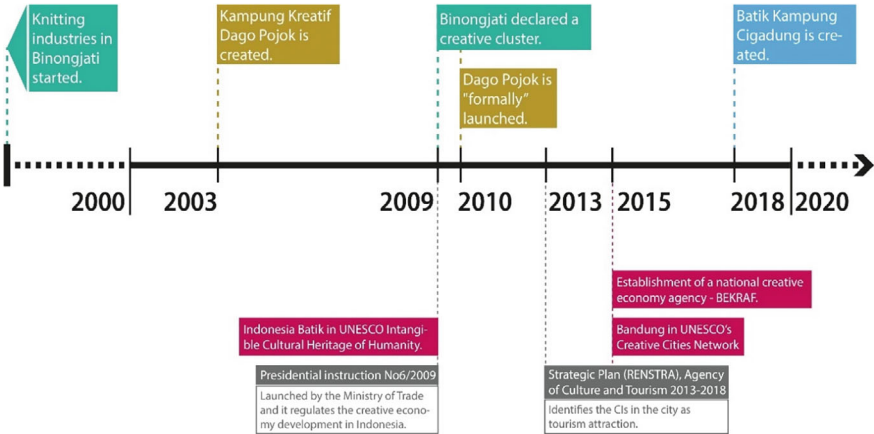 Knitting
industries in
Binongjati
started.
Kampung Kreatif
Dago Pojok is
created.
Binongjati declared a
creative cluster.
Dago Pojok is
"formally"
launched.
Batik Kampung
Cigadung is cre-
ated.
2000
2003
2009
2010
2013
2015
2018
2020
Establishment of a national creative
economy agency - BEKRAF.
Indonesia Batik in UNESCO Intangi-
ble Cultural Heritage of Humanity.
Bandung in UNESCO's
Creative Cities Network
Presidential instruction No6/2009
Launched by the Ministry of Trade
and it regulates the creative econo-
my development in Indonesia.
Strategic Plan (RENSTRA), Agency
of Culture and Tourism 2013-2018
Identifies the CIs in the city as
tourism attraction.